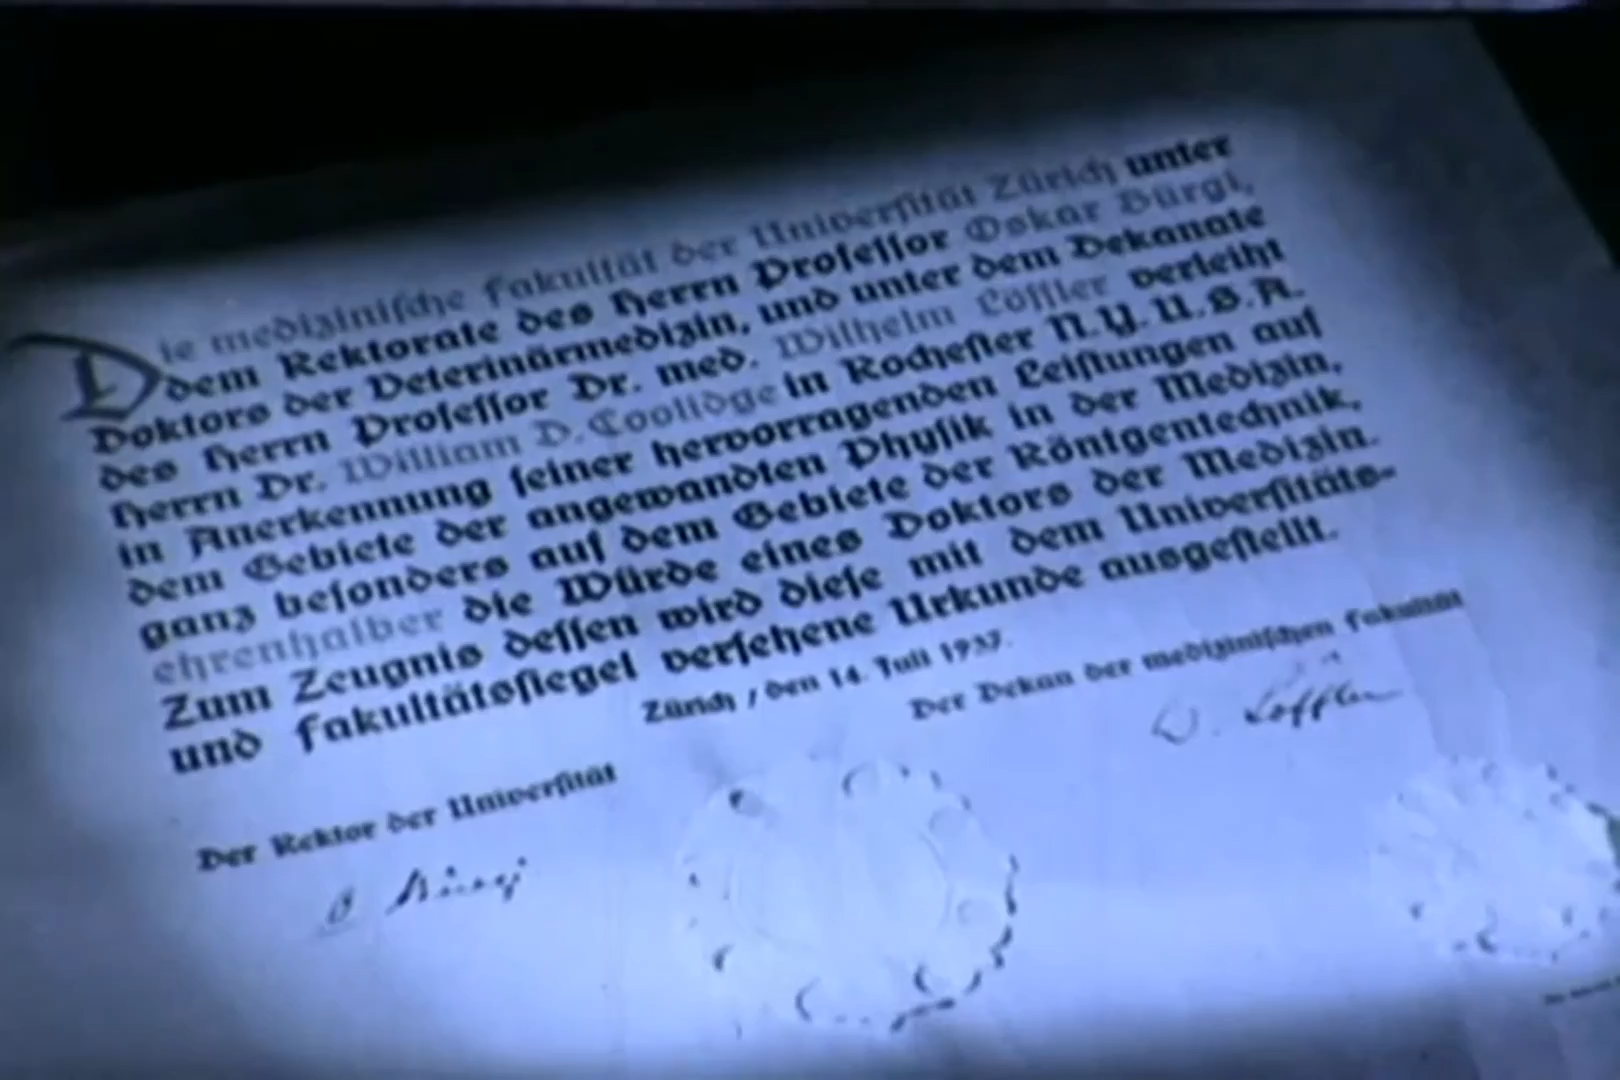 Die medizinische Fakultät der Universität Zürich unter
dem Rektorate des Herrn Professor Oskar Bürgi,
Doktors der Veterinärmedizin, und unter dem Dekanate
des Herrn Professor Dr. med. Wilhelm Löffler verleiht
Herrn Dr. William D. Coolidge in Rochester N.Y. U.S.A.
in Anerkennung seiner hervorragenden Leistungen auf
dem Gebiete der angewandten Physik in der Medizin,
ganz besonders auf dem Gebiete der Röntgentechnik,
ehrenhalber die Würde eines Doktors der Medizin.
Zum Zeugnis dessen wird diese mit dem Universitäts-
und Fakultätssiegel versehene Urkunde ausgestellt.
Zürich / den 14. Juli 1937.
Der Dekan der medizinischen Fakultät
W. Löffler
Der Rektor der Universität
O Bürgi